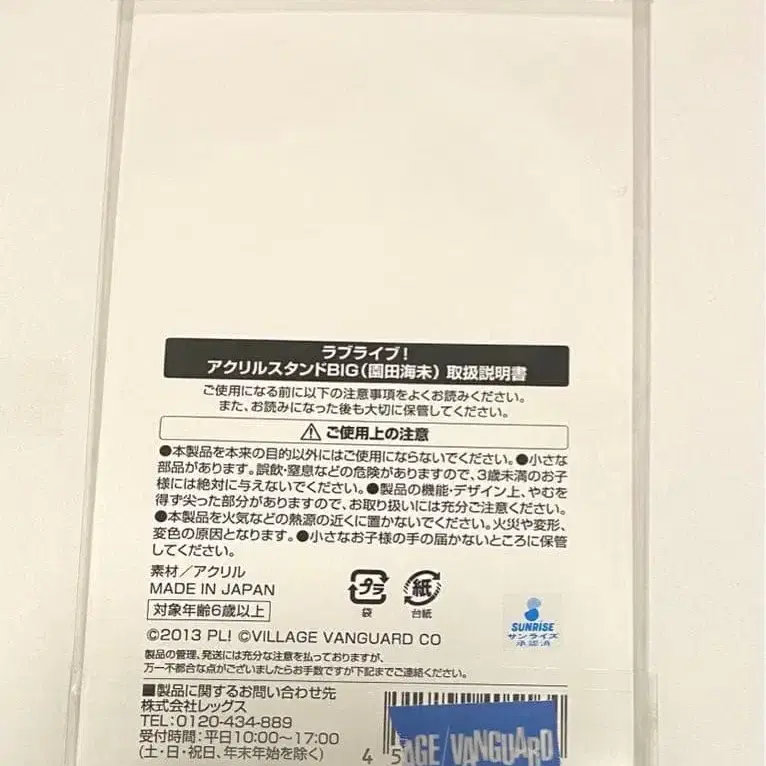 ラブライブ！
アクリルスタンドBIG（園田海未）取扱説明書
ご使用になる前に以下の注意事項をよくお読みください。
また、お読みになった後も大切に保管してください。
⚠ ご使用上の注意
●本製品を本来の目的以外にはご使用にならないでください。●小さな
部品があります。誤飲・窒息などの危険がありますので、3歳未満のお子
様には絶対に与えないでください。●製品の機能・デザイン上、やむを
得ず尖った部分がありますので、お取り扱いには充分ご注意ください。
●本製品を火気などの熱源の近くに置かないでください。火災や変形、
変色の原因となります。●小さなお子様の手の届かないところに保管
してください。
素材／アクリル
MADE IN JAPAN
対象年齢6歳以上
プラ
袋
紙
台紙
SUNRISE
サンライズ
承認済
©2013 PL! ©VILLAGE VANGUARD CO
製品の管理、発送には充分な注意を払っておりますが、
万一不都合な点がございましたらお手数ですが下記までご連絡ください。
■製品に関するお問い合わせ先
株式会社レッグス
TEL:0120-434-889
受付時間：平日10:00～17:00
（土・日・祝日、年末年始を除く）
4 5
AGE/VANGUARD